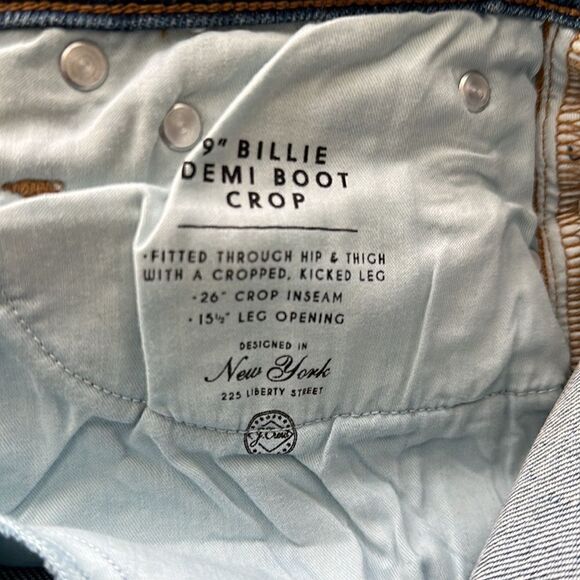 9" BILLIE
DEMI BOOT
CROP
•FITTED THROUGH HIP & THIGH
WITH A CROPPED, KICKED LEG
•26" CROP INSEAM
•15½" LEG OPENING
DESIGNED IN
New York
225 LIBERTY STREET
J.Crew